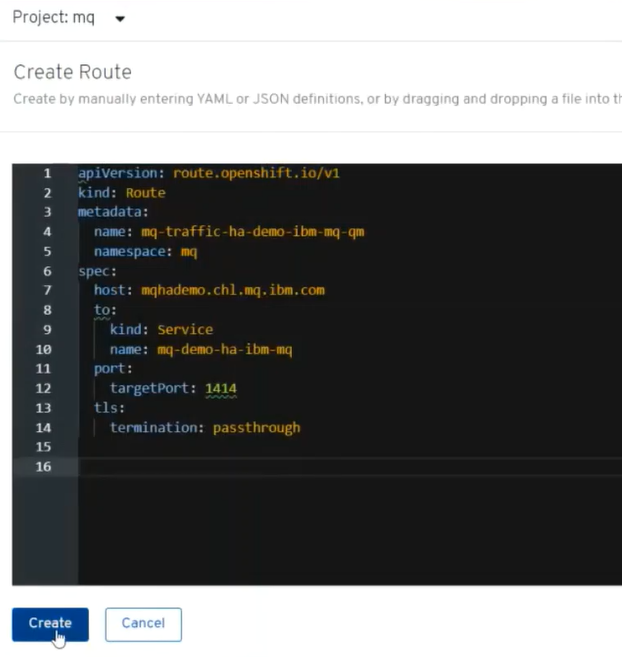 Project: mq
Create Route
Create by manually entering YAML or JSON definitions, or by dragging and dropping a file into
1 apiVersion: route.openshift.io/v1
2 kind: Route
3 metadata:
4 name: mq-traffic-ha-demo-ibm-mq-qm
5 namespace: mq
6 spec:
7 host: mqhademo.chl.mq.ibm.com
8 to:
9 kind: Service
10 name: mq-demo-ha-ibm-mq
11 port:
12 targetPort: 1414
13 tls:
14 termination: passthrough
15
16
Create Cancel